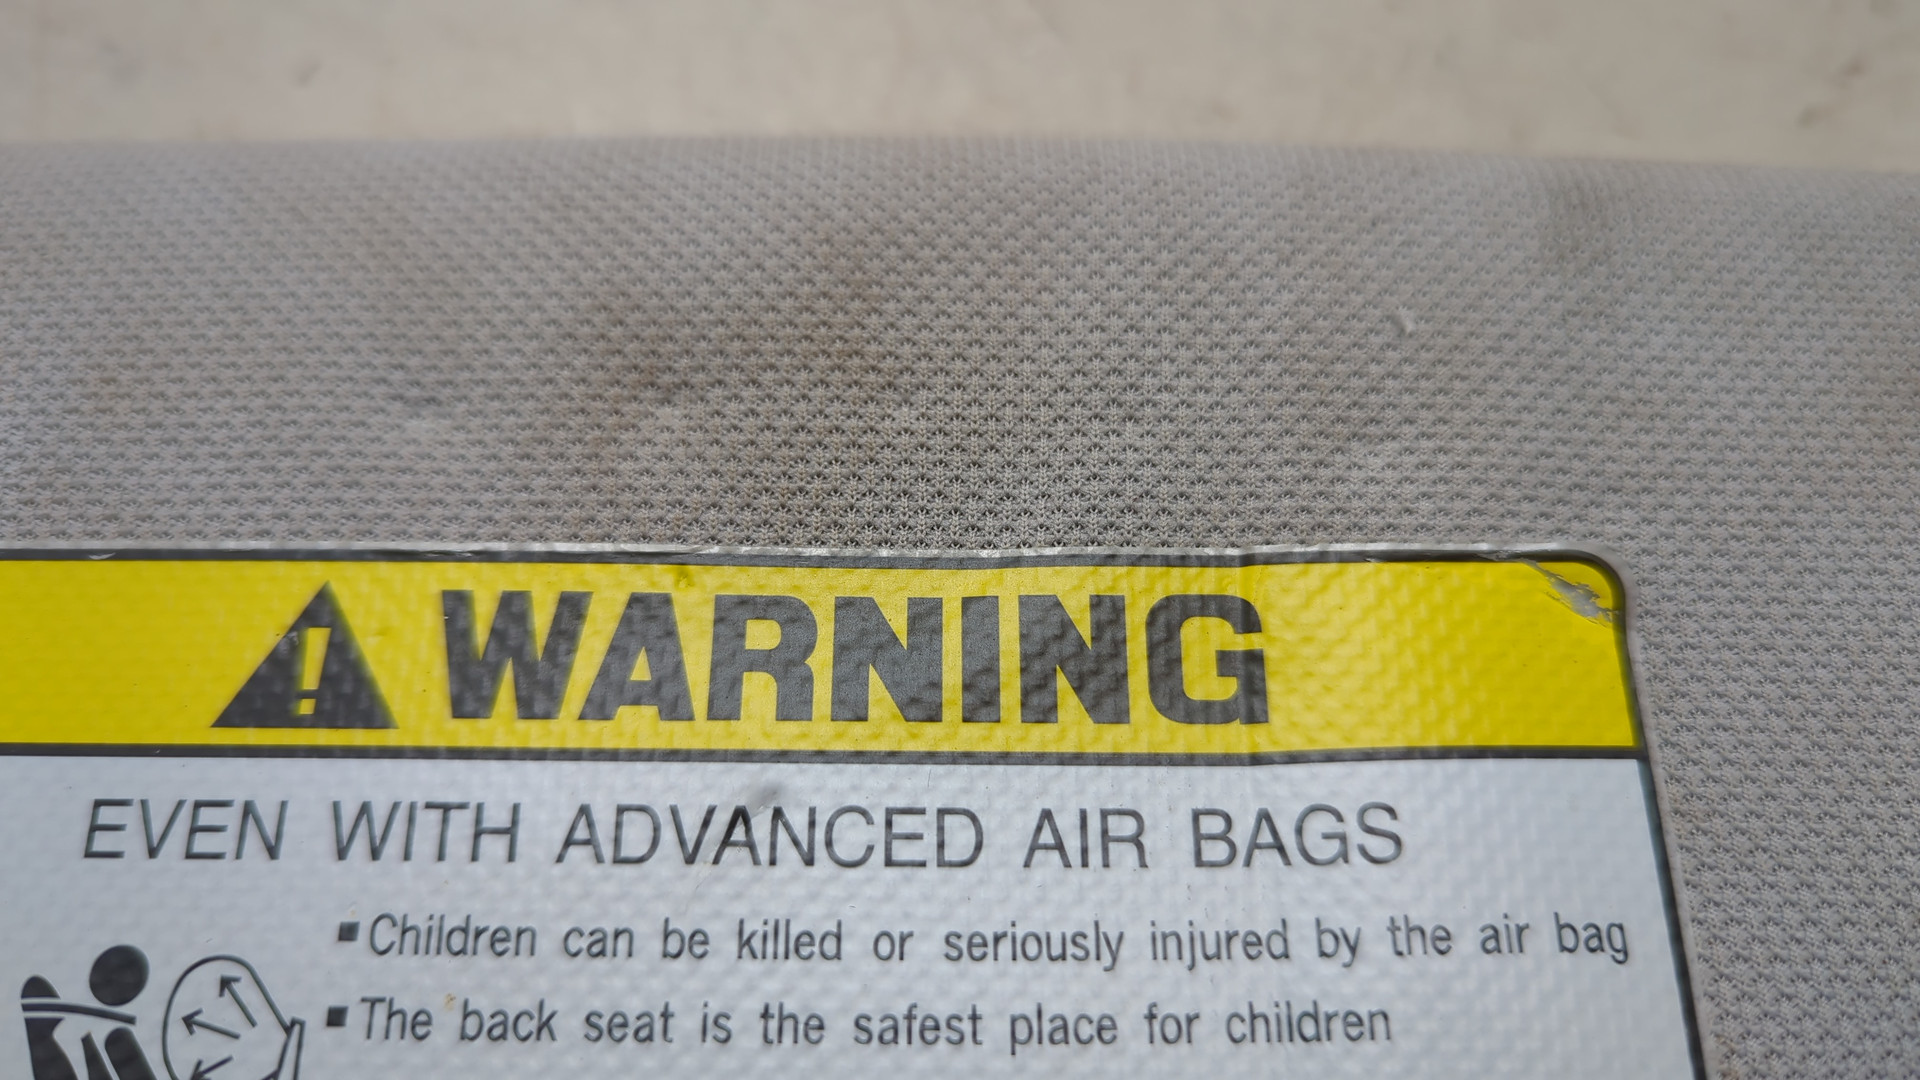 WARNING
EVEN WITH ADVANCED AIR BAGS
▪Children can be killed or seriously injured by the air bag
▪The back seat is the safest place for children